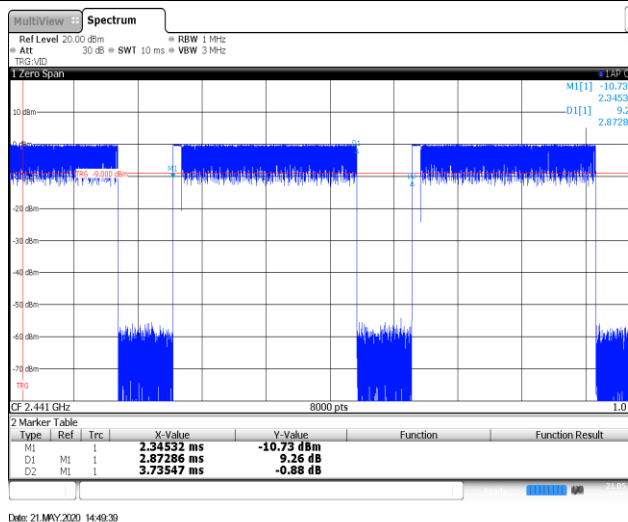 MultiView Spectrum
Ref Level 20.00 dBm RBW 1 MHz
Att 30 dB SWT 10 ms VBW 3 MHz
TRG:VID
1 Zero Span 1AP
M1[1] -10.73
2.3453
D1[1] 9.2
2.8728
10 dBm
0 dBm
D1
M1
TRG -9.000 dBm
-20 dBm
-30 dBm
-40 dBm
-50 dBm
-60 dBm
-70 dBm
TRG
CF 2.441 GHz 8000 pts 1.0
2 Marker Table
Type Ref Trc X-Value Y-Value Function Function Result
M1 1 2.34532 ms -10.73 dBm
D1 M1 1 2.87286 ms 9.26 dB
D2 M1 1 3.73547 ms -0.88 dB
Date: 21.MAY.2020 14:49:39